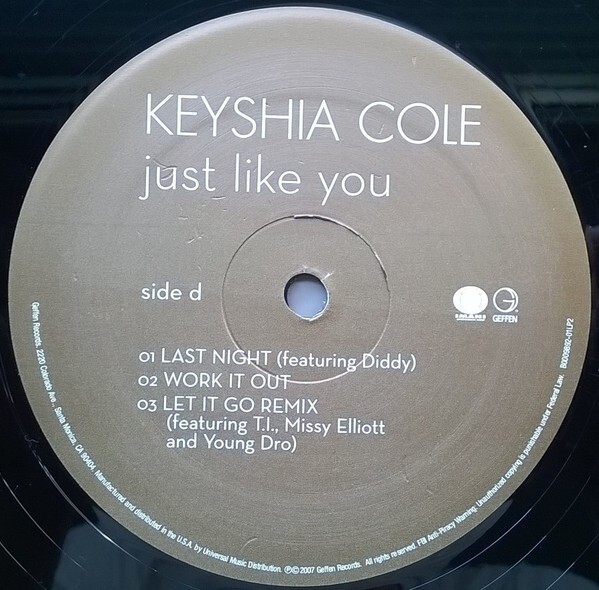 KEYSHIA COLE
just like you
side d
GEFFEN
01 LAST NIGHT (featuring Diddy)
02 WORK IT OUT
03 LET IT GO REMIX
(featuring T.I., Missy Elliott
and Young Dro)
Geffen Records, 2220 Colorado Ave., Santa Monica, CA 90404. Manufactured and distributed in the U.S.A. by Universal Music Distribution. ℗©2007 Geffen Records. All rights reserved. FBI Anti-Piracy Warning: Unauthorized copying is punishable under Federal Law. B0009892-01LP2